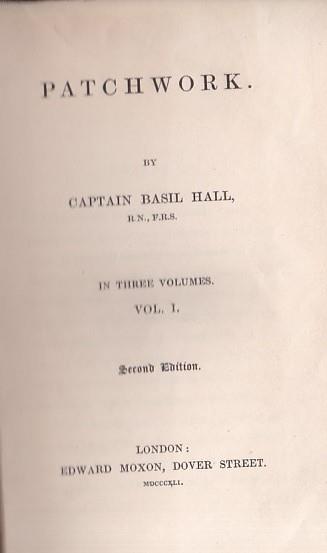 PATCHWORK.
BY
CAPTAIN BASIL HALL,
R.N., F.R.S.
IN THREE VOLUMES.
VOL. I.
Second Edition.
LONDON:
EDWARD MOXON, DOVER STREET.
MDCCCXLI.